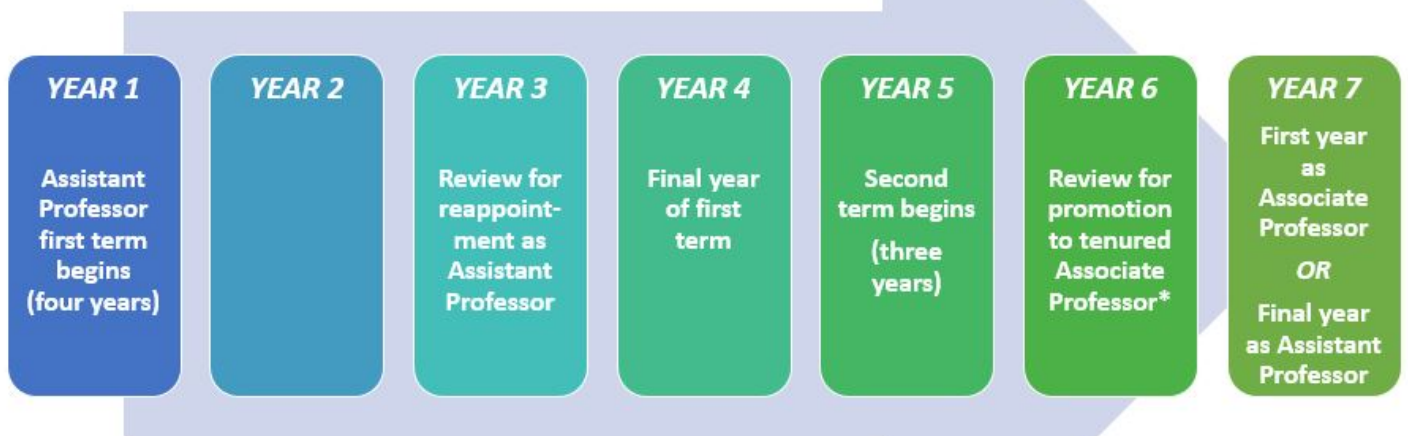 YEAR 1
Assistant
Professor
first term
begins
(four years)
YEAR 2
YEAR 3
Review for
reappoint-
ment as
Assistant
Professor
YEAR 4
Final year
of first
term
YEAR 5
Second
term begins
(three
years)
YEAR 6
Review for
promotion
to tenured
Associate
Professor*
YEAR 7
First year
as
Associate
Professor
OR
Final year
as Assistant
Professor